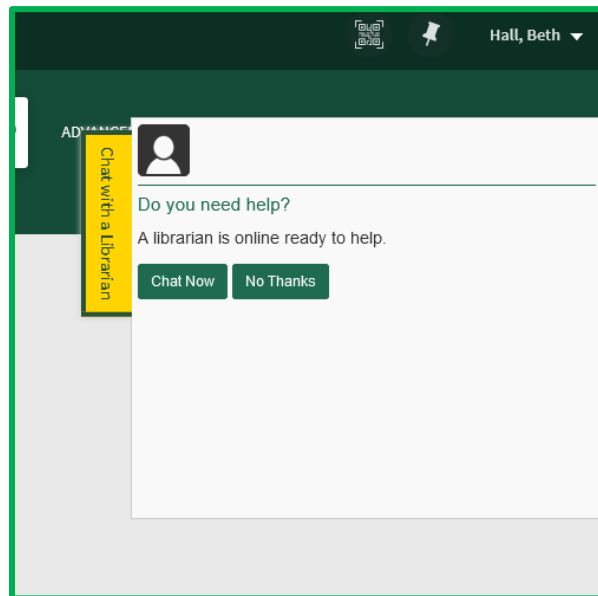 Hall, Beth
Chat with a Librarian
Do you need help?
A librarian is online ready to help.
Chat Now No Thanks